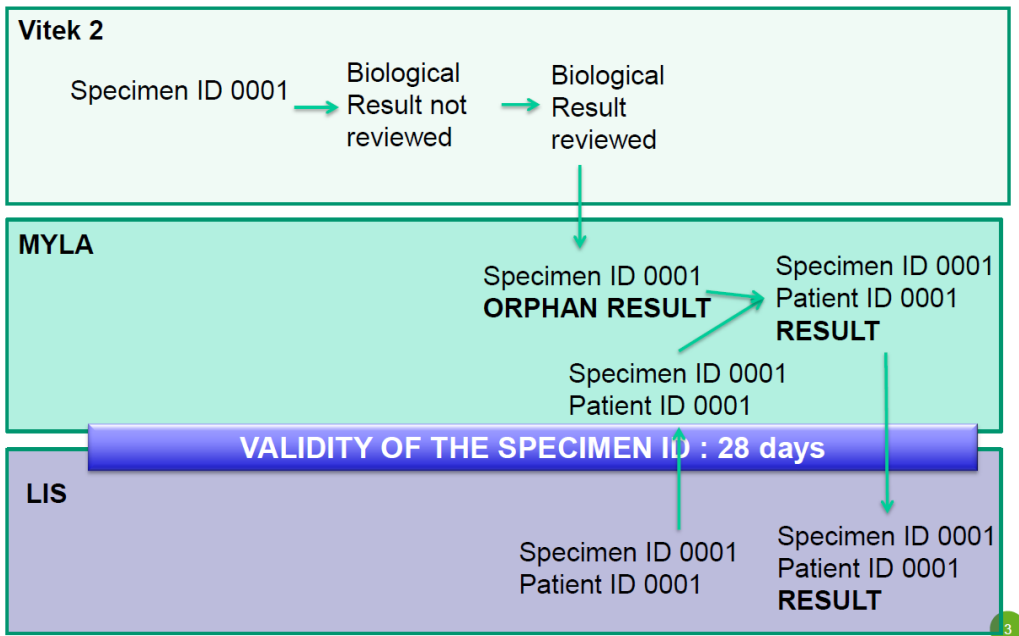 Vitek 2
Specimen ID 0001
Biological
Result not
reviewed
Biological
Result
reviewed
MYLA
Specimen ID 0001
ORPHAN RESULT
Specimen ID 0001
Patient ID 0001
RESULT
Specimen ID 0001
Patient ID 0001
VALIDITY OF THE SPECIMEN ID : 28 days
LIS
Specimen ID 0001
Patient ID 0001
Specimen ID 0001
Patient ID 0001
RESULT
3